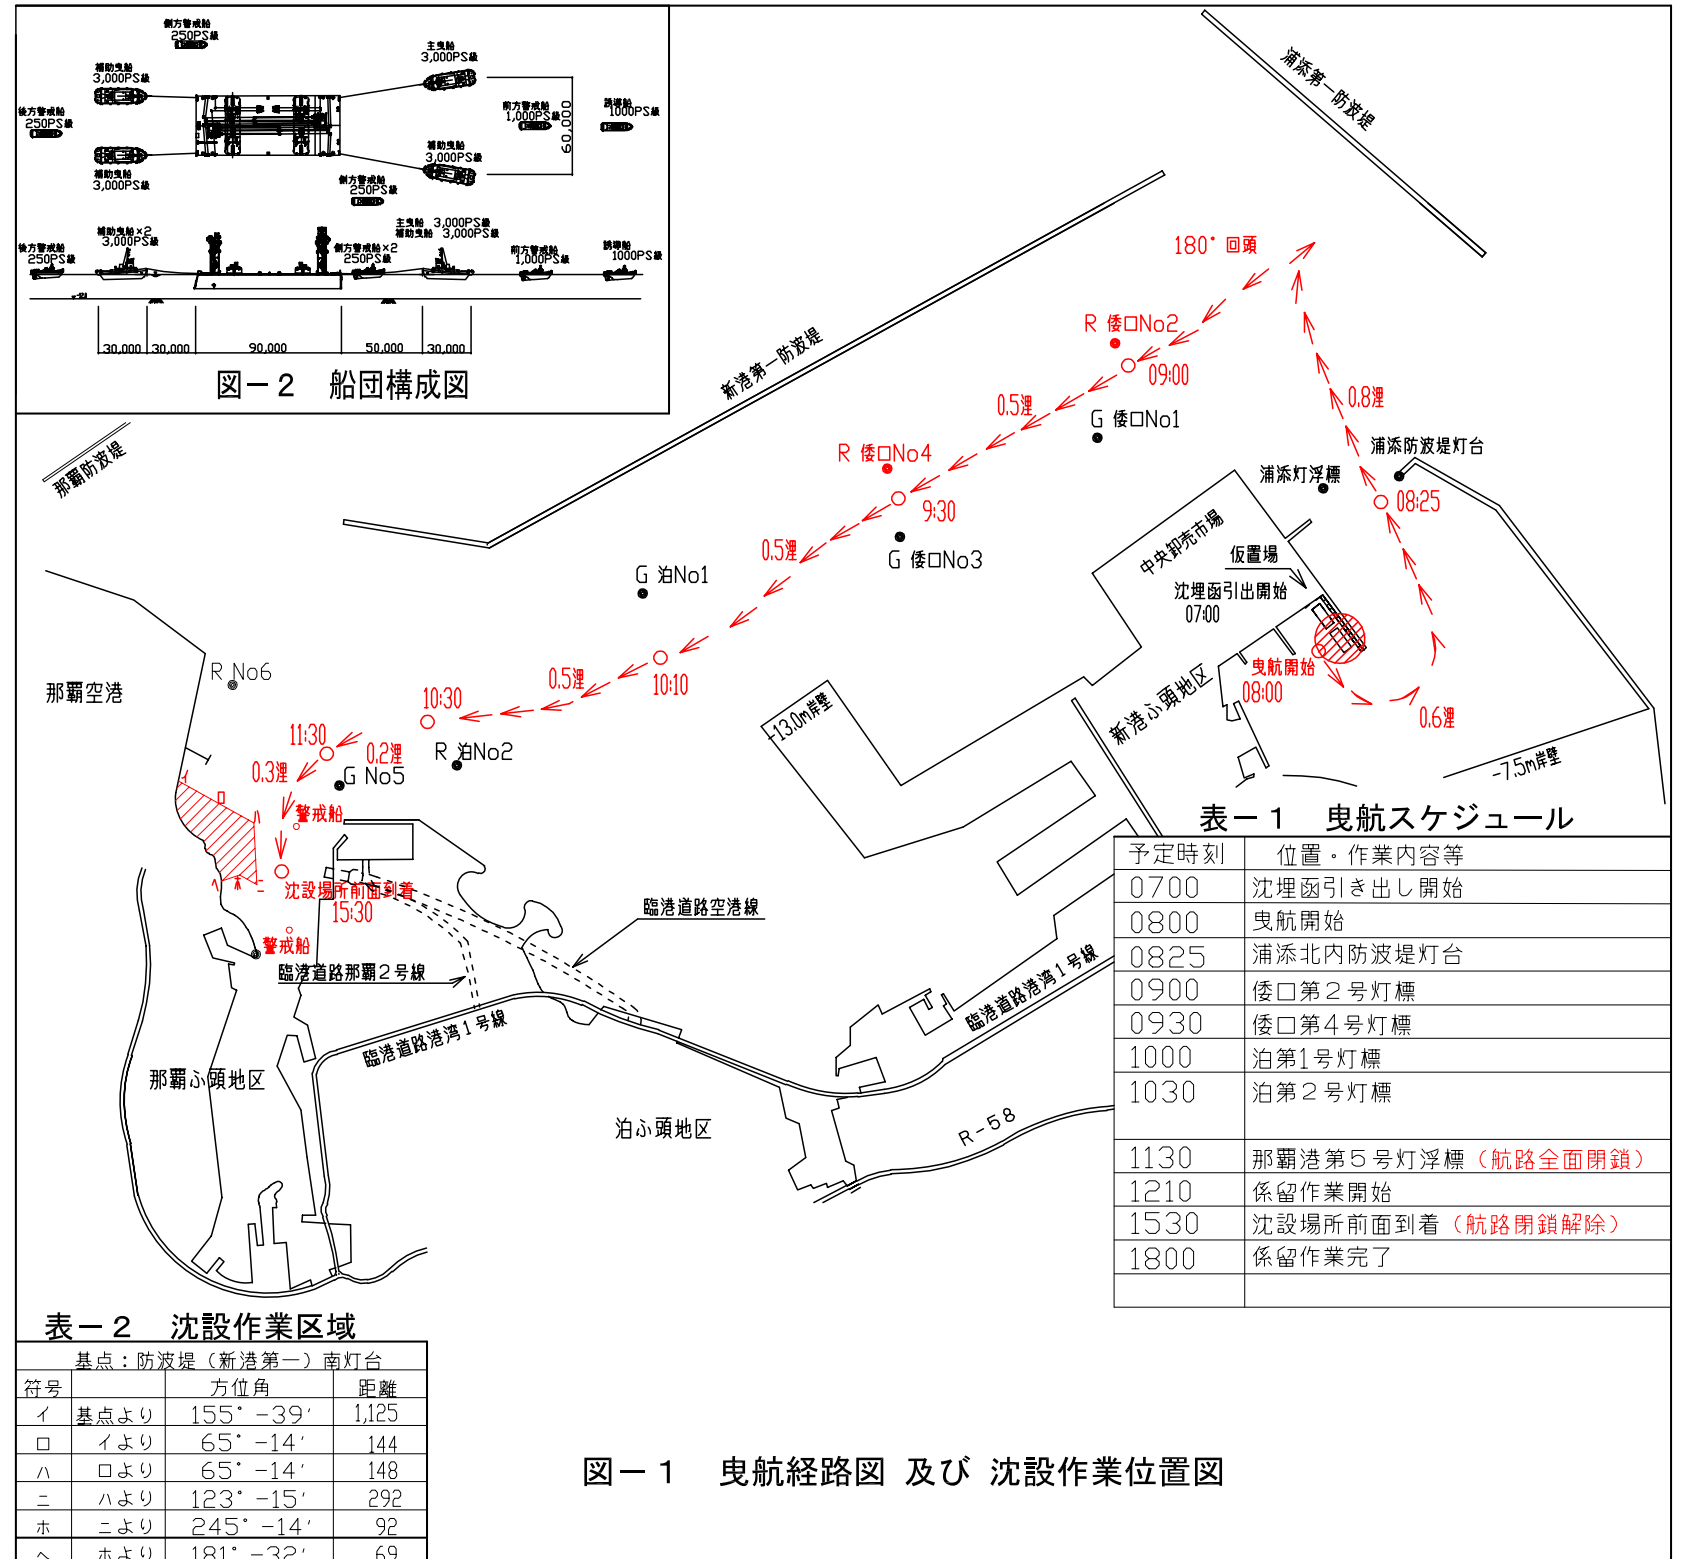 側方警戒船
250PS級
補助曳船
3,000PS級
主曳船
3,000PS級
後方警戒船
250PS級
前方警戒船
1,000PS級
誘導船
1000PS級
60,000
補助曳船
3,000PS級
補助曳船
3,000PS級
側方警戒船
250PS級
後方警戒船
250PS級
補助曳船×2
3,000PS級
側方警戒船×2
250PS級
主曳船 3,000PS級
補助曳船 3,000PS級
前方警戒船
1,000PS級
誘導船
1000PS級
30,000 30,000 90,000 50,000 30,000
図－2 船団構成図
浦添第一防波堤
180°回頭
新港第一防波堤
R 倭口No2
09:00
0.5浬
G 倭口No1
0.8浬
浦添防波堤灯台
浦添灯浮標
08:25
R 倭口No4
9:30
G 倭口No3
中央卸売市場
仮置場
沈埋函引出開始
07:00
那覇防波堤
0.5浬
G 泊No1
曳航開始
08:00
新港ふ頭地区
0.6浬
-7.5m岸壁
-13.0m岸壁
10:10
0.5浬
R No6
那覇空港
10:30
R 泊No2
11:30
0.2浬
G No5
0.3浬
イ
ロ
ハ
警戒船
ヘ ホ ニ
沈設場所前面到着
15:30
警戒船
臨港道路空港線
臨港道路那覇2号線
臨港道路港湾1号線
臨港道路港湾1号線
那覇ふ頭地区
泊ふ頭地区
R-58
表－1 曳航スケジュール
予定時刻 位置・作業内容等
0700 沈埋函引き出し開始
0800 曳航開始
0825 浦添北内防波堤灯台
0900 倭口第2号灯標
0930 倭口第4号灯標
1000 泊第1号灯標
1030 泊第2号灯標
1130 那覇港第5号灯浮標（航路全面閉鎖）
1210 係留作業開始
1530 沈設場所前面到着（航路閉鎖解除）
1800 係留作業完了
表－2 沈設作業区域
基点：防波堤（新港第一）南灯台
符号 方位角 距離
イ 基点より 155°-39′ 1,125
ロ イより 65°-14′ 144
ハ ロより 65°-14′ 148
ニ ハより 123°-15′ 292
ホ ニより 245°-14′ 92
ヘ ホより 181°-32′ 69
図－1 曳航経路図 及び 沈設作業位置図